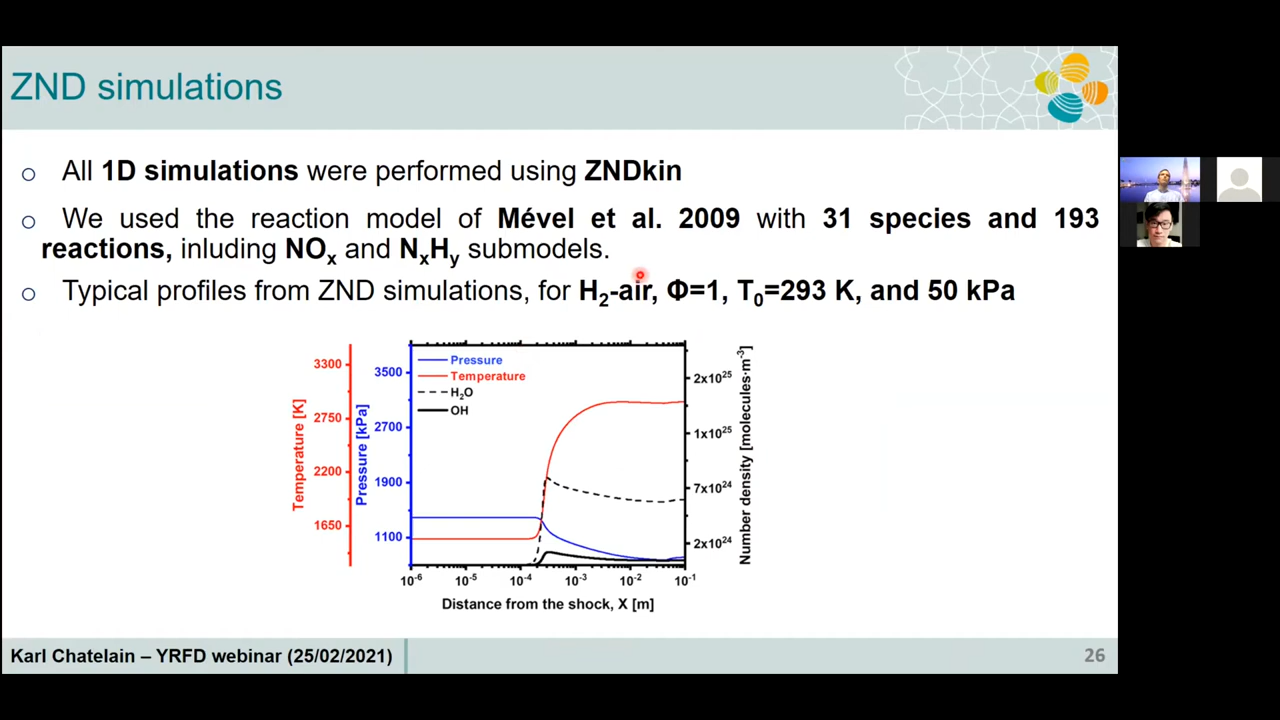 ZND simulations
o All 1D simulations were performed using ZNDkin
o We used the reaction model of Mével et al. 2009 with 31 species and 193
reactions, inluding NOx and NxHy submodels.
o Typical profiles from ZND simulations, for H2-air, Φ=1, T0=293 K, and 50 kPa
Temperature [K]
3300
2750
2200
1650
Pressure [kPa]
3500
2700
1900
1100
Pressure
Temperature
H2O
OH
2x10^25
1x10^25
7x10^24
2x10^24
Number density [molecules·m^-3]
10^-6 10^-5 10^-4 10^-3 10^-2 10^-1
Distance from the shock, X [m]
Karl Chatelain – YRFD webinar (25/02/2021)
26